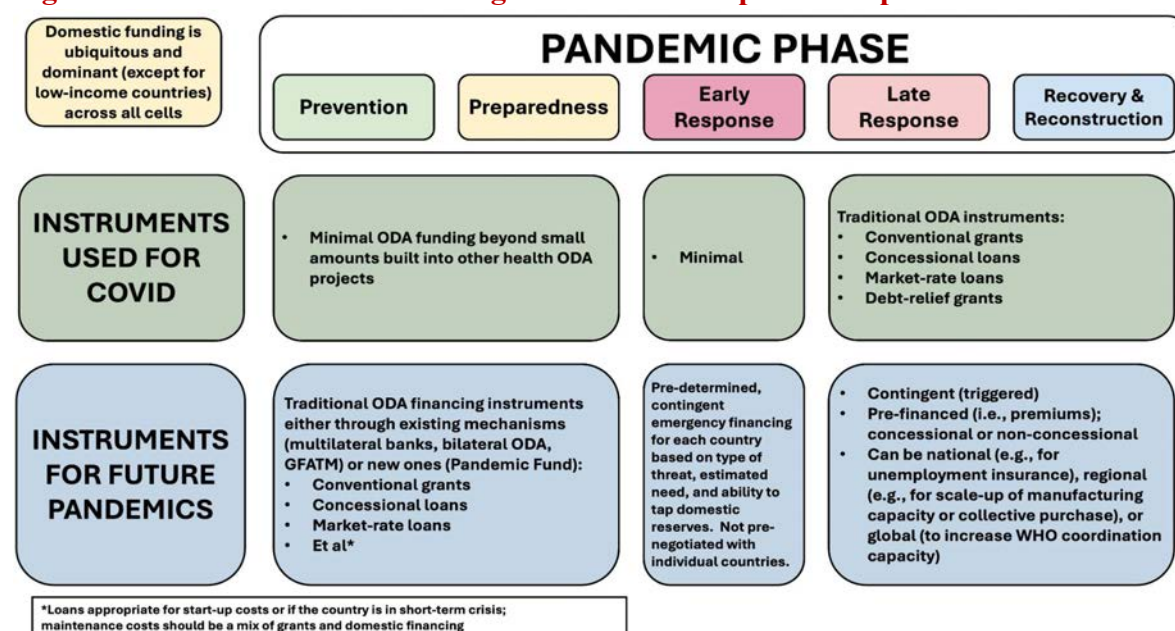 Domestic funding is
ubiquitous and
dominant (except for
low-income countries)
across all cells
PANDEMIC PHASE
Prevention
Preparedness
Early
Response
Late
Response
Recovery &
Reconstruction
INSTRUMENTS
USED FOR
COVID
• Minimal ODA funding beyond small
amounts built into other health ODA
projects
• Minimal
Traditional ODA instruments:
• Conventional grants
• Concessional loans
• Market-rate loans
• Debt-relief grants
INSTRUMENTS
FOR FUTURE
PANDEMICS
Traditional ODA financing instruments
either through existing mechanisms
(multilateral banks, bilateral ODA,
GFATM) or new ones (Pandemic Fund):
• Conventional grants
• Concessional loans
• Market-rate loans
• Et al*
Pre-determined,
contingent
emergency financing
for each country
based on type of
threat, estimated
need, and ability to
tap domestic
reserves. Not pre-
negotiated with
individual countries.
• Contingent (triggered)
• Pre-financed (i.e., premiums);
concessional or non-concessional
• Can be national (e.g., for
unemployment insurance), regional
(e.g., for scale-up of manufacturing
capacity or collective purchase), or
global (to increase WHO coordination
capacity)
*Loans appropriate for start-up costs or if the country is in short-term crisis;
maintenance costs should be a mix of grants and domestic financing